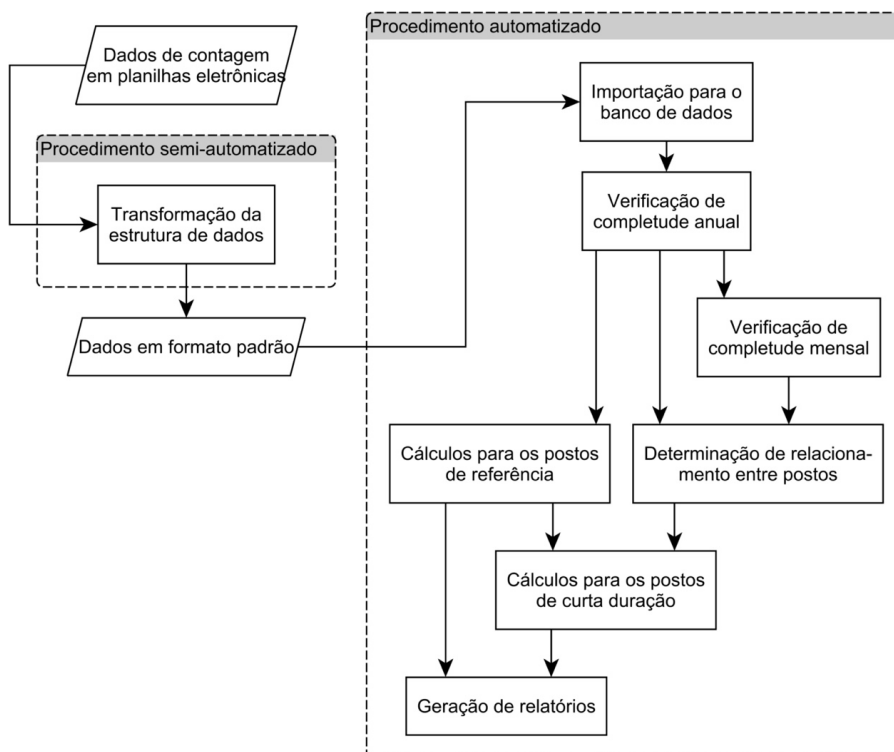 Dados de contagem
em planilhas eletrônicas
Procedimento semi-automatizado
Transformação da
estrutura de dados
Dados em formato padrão
Procedimento automatizado
Importação para o
banco de dados
Verificação de
completude anual
Verificação de
completude mensal
Cálculos para os postos
de referência
Determinação de relaciona-
mento entre postos
Cálculos para os postos
de curta duração
Geração de relatórios